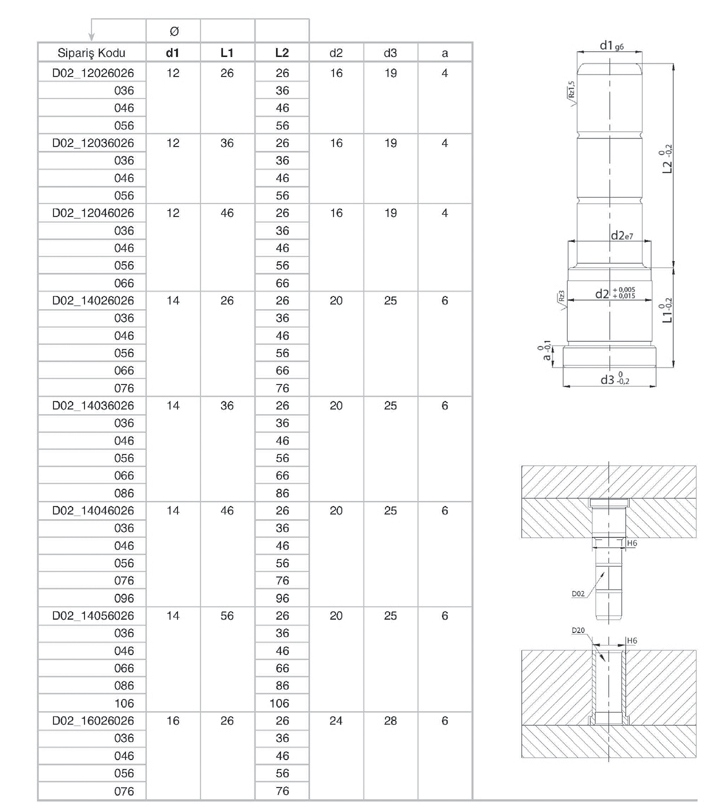 Ø
Sipariş Kodu d1 L1 L2 d2 d3 a
D02_12026026 12 26 26 16 19 4
036 36
046 46
056 56
D02_12036026 12 36 26 16 19 4
036 36
046 46
056 56
D02_12046026 12 46 26 16 19 4
036 36
046 46
056 56
066 66
D02_14026026 14 26 26 20 25 6
036 36
046 46
056 56
066 66
076 76
D02_14036026 14 36 26 20 25 6
036 36
046 46
056 56
066 66
086 86
D02_14046026 14 46 26 20 25 6
036 36
046 46
056 56
076 76
096 96
D02_14056026 14 56 26 20 25 6
036 36
046 46
066 66
086 86
106 106
D02_16026026 16 26 26 24 28 6
036 36
046 46
056 56
076 76
d1 g6
Rz1,5
L2 0 -0,2
d2 e7
Rz3
d2 + 0,005 + 0,015
L1 0 -0,2
a 0 -0,1
d3 0 -0,2
H6
D02
D20
H6